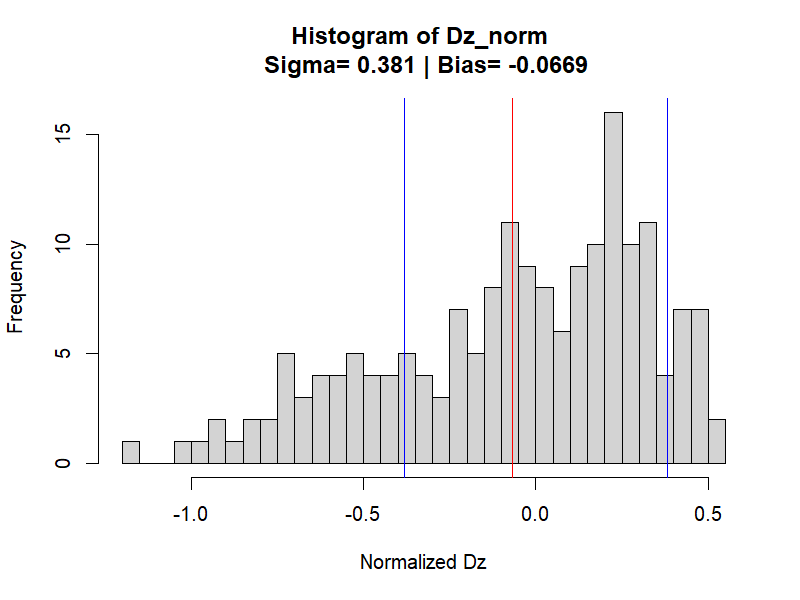 Histogram of Dz_norm
Sigma= 0.381 | Bias= -0.0669
15
10
5
0
Frequency
-1.0 -0.5 0.0 0.5
Normalized Dz